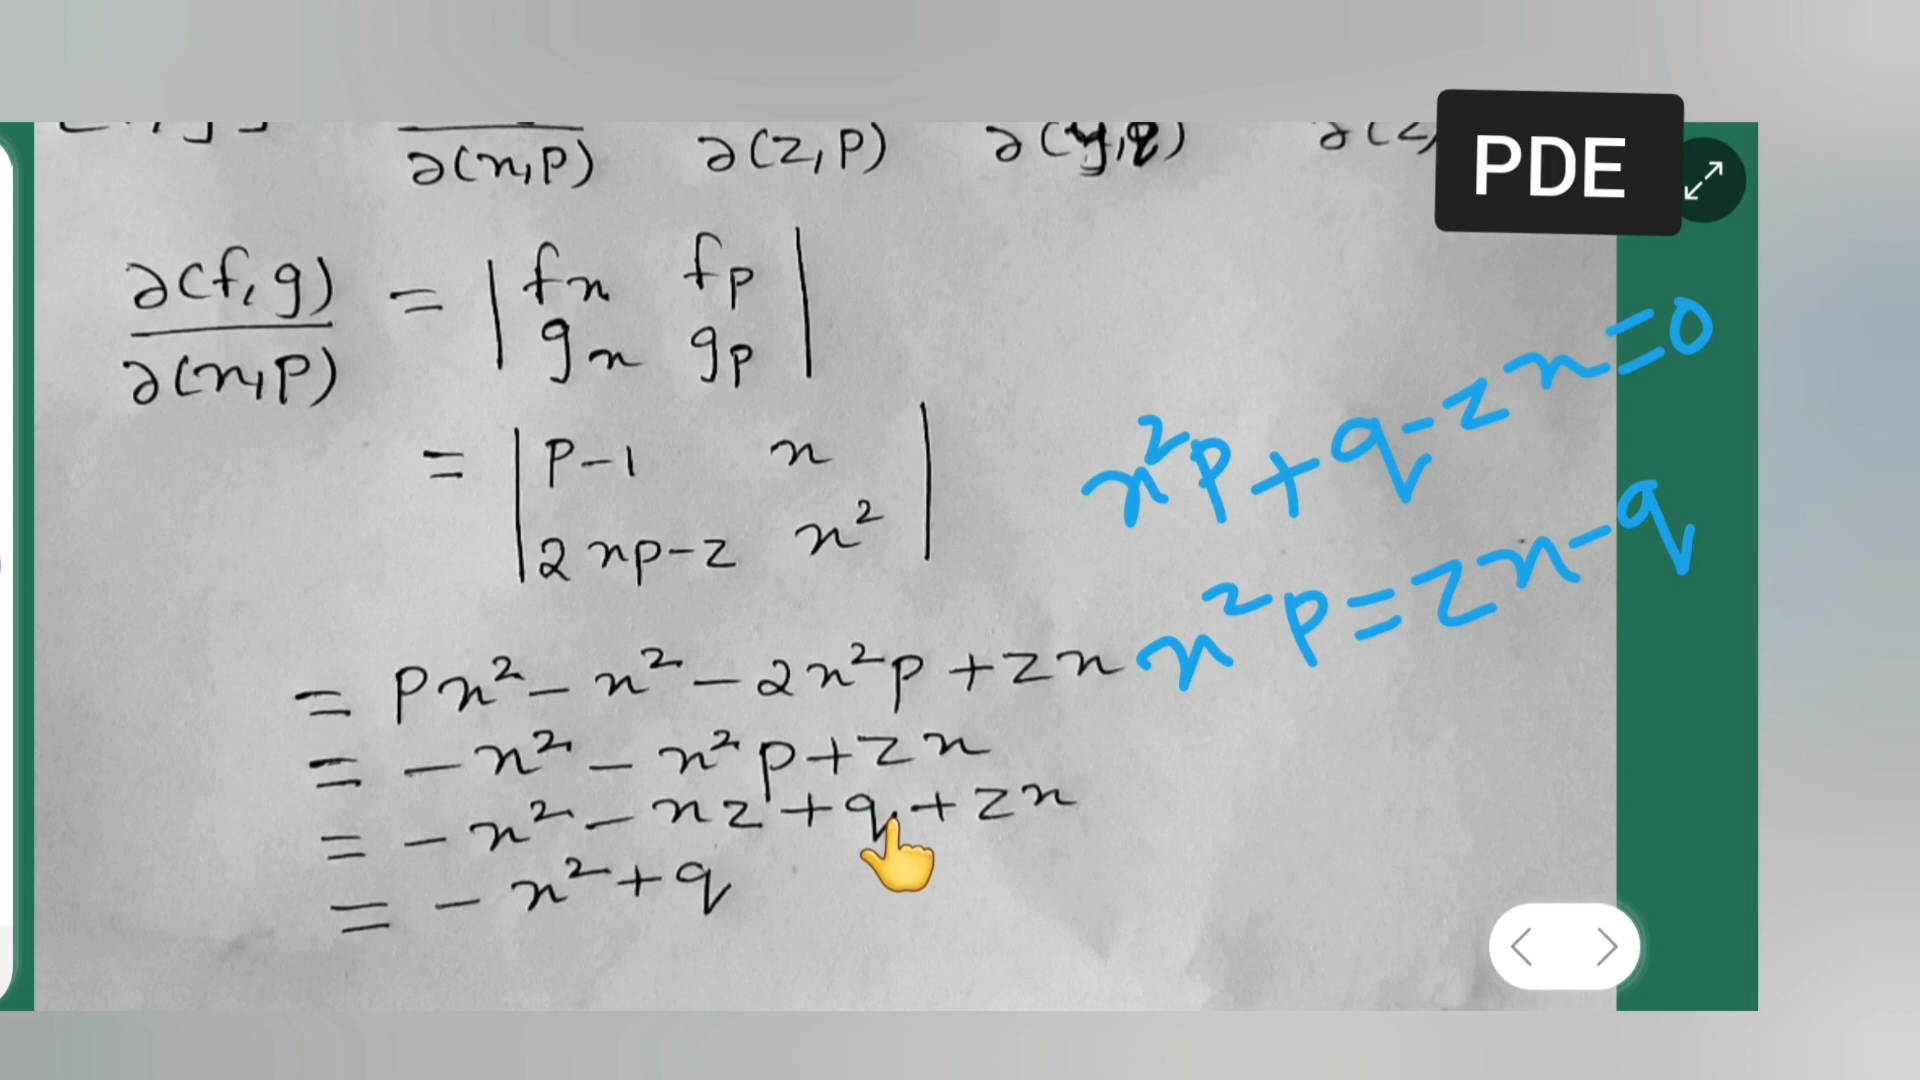 ∂(x,p) ∂(z,p) ∂(y,q) ∂(z,
PDE
∂(f,g)/∂(x,p) = | fx fp |
| gx gp |
= | p-1 x |
| 2xp-z x² |
x²p+q-zx=0
x²p=zx-q
= px² - x² - 2x²p + zx
= -x² - x²p + zx
= -x² - xz + q + zx
= -x² + q